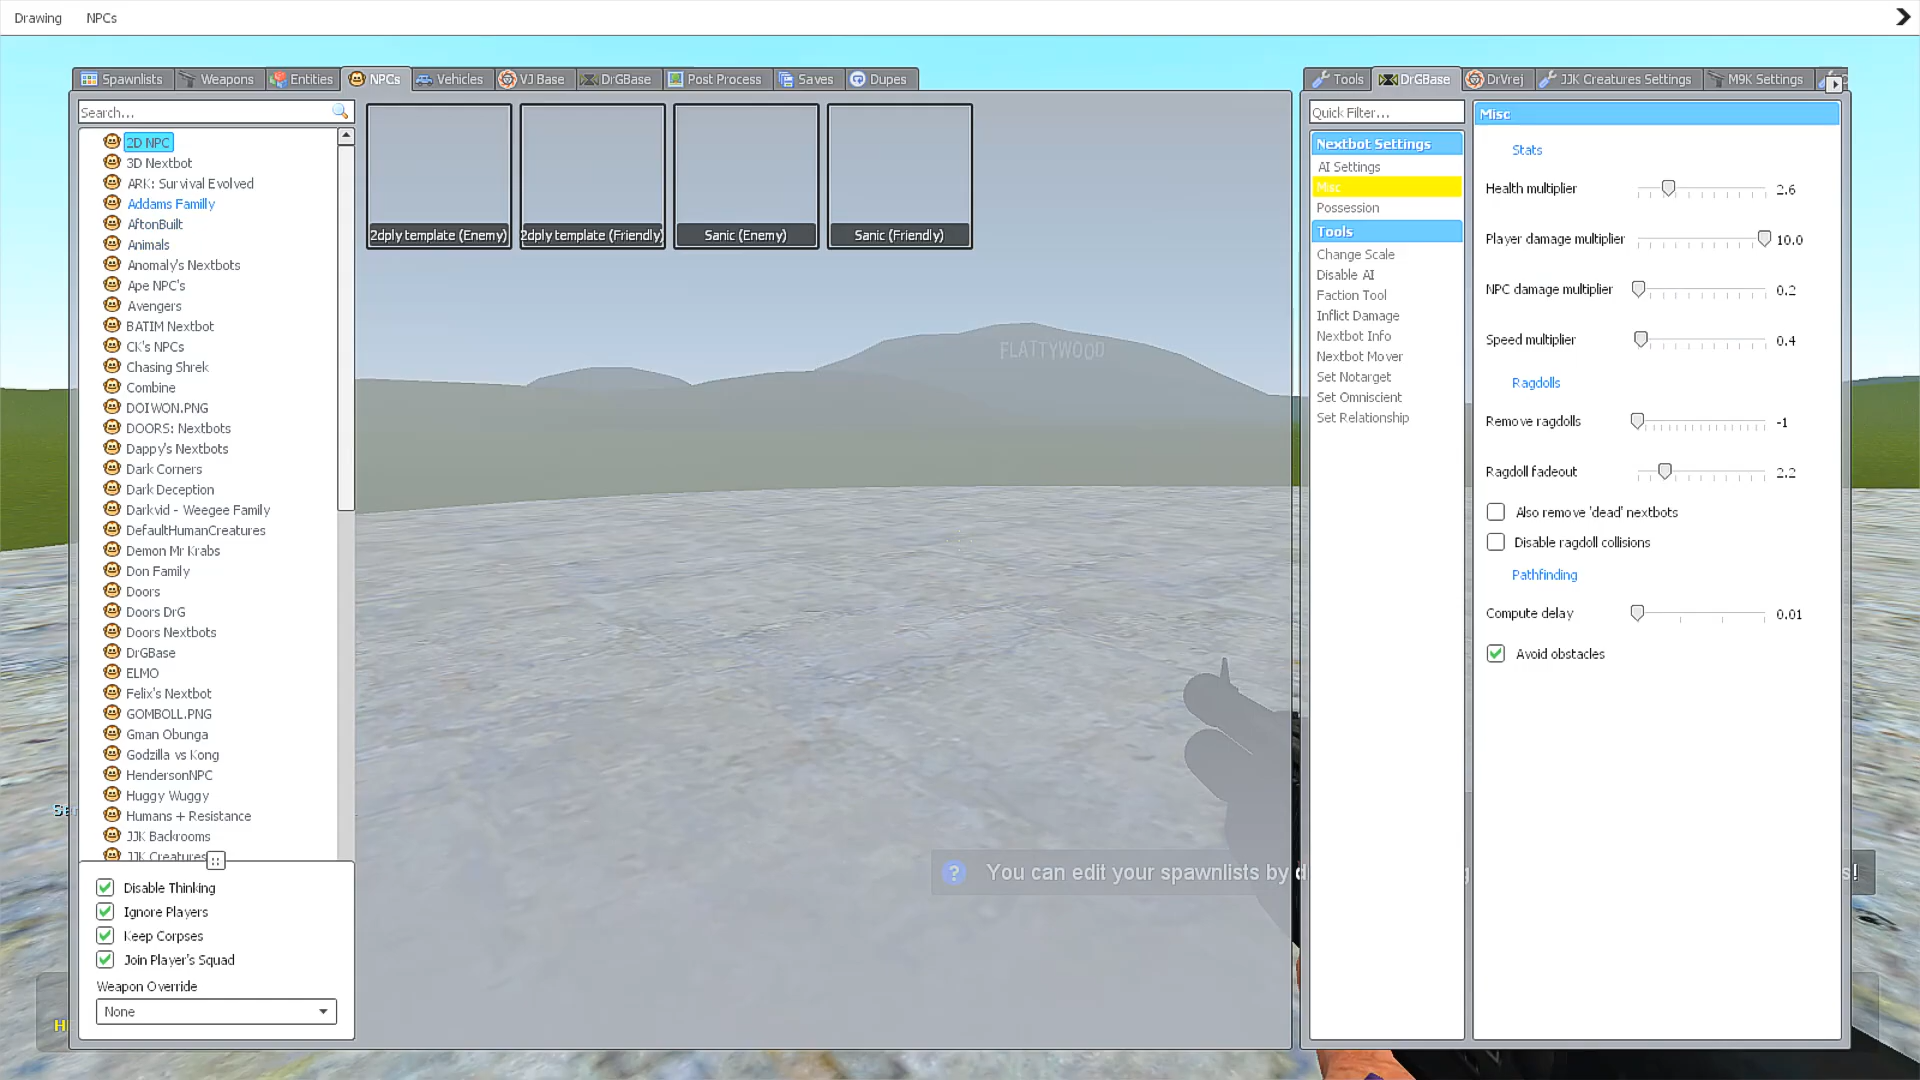 Drawing NPCs
Spawnlists Weapons Entities NPCs Vehicles VJ Base DrGBase Post Process Saves Dupes
Search...
2D NPC
3D Nextbot
ARK: Survival Evolved
Addams Familly
AftonBuilt
Animals
Anomaly's Nextbots
Ape NPC's
Avengers
BATIM Nextbot
CK's NPCs
Chasing Shrek
Combine
DOIWON.PNG
DOORS: Nextbots
Dappy's Nextbots
Dark Corners
Dark Deception
Darkvid - Weegee Family
DefaultHumanCreatures
Demon Mr Krabs
Don Family
Doors
Doors DrG
Doors Nextbots
DrGBase
ELMO
Felix's Nextbot
GOMBOLL.PNG
Gman Obunga
Godzilla vs Kong
HendersonNPC
Huggy Wuggy
Humans + Resistance
JJK Backrooms
JJK Creatures
Disable Thinking
Ignore Players
Keep Corpses
Join Player's Squad
Weapon Override
None
2dply template (Enemy) 2dply template (Friendly) Sanic (Enemy) Sanic (Friendly)
FLATTYWOOD
You can edit your spawnlists by d
Tools DrGBase DrVrej JJK Creatures Settings M9K Settings
Quick Filter...
Nextbot Settings
AI Settings
Misc
Possession
Tools
Change Scale
Disable AI
Faction Tool
Inflict Damage
Nextbot Info
Nextbot Mover
Set Notarget
Set Omniscient
Set Relationship
Misc
Stats
Health multiplier 2.6
Player damage multiplier 10.0
NPC damage multiplier 0.2
Speed multiplier 0.4
Ragdolls
Remove ragdolls -1
Ragdoll fadeout 2.2
Also remove 'dead' nextbots
Disable ragdoll collisions
Pathfinding
Compute delay 0.01
Avoid obstacles